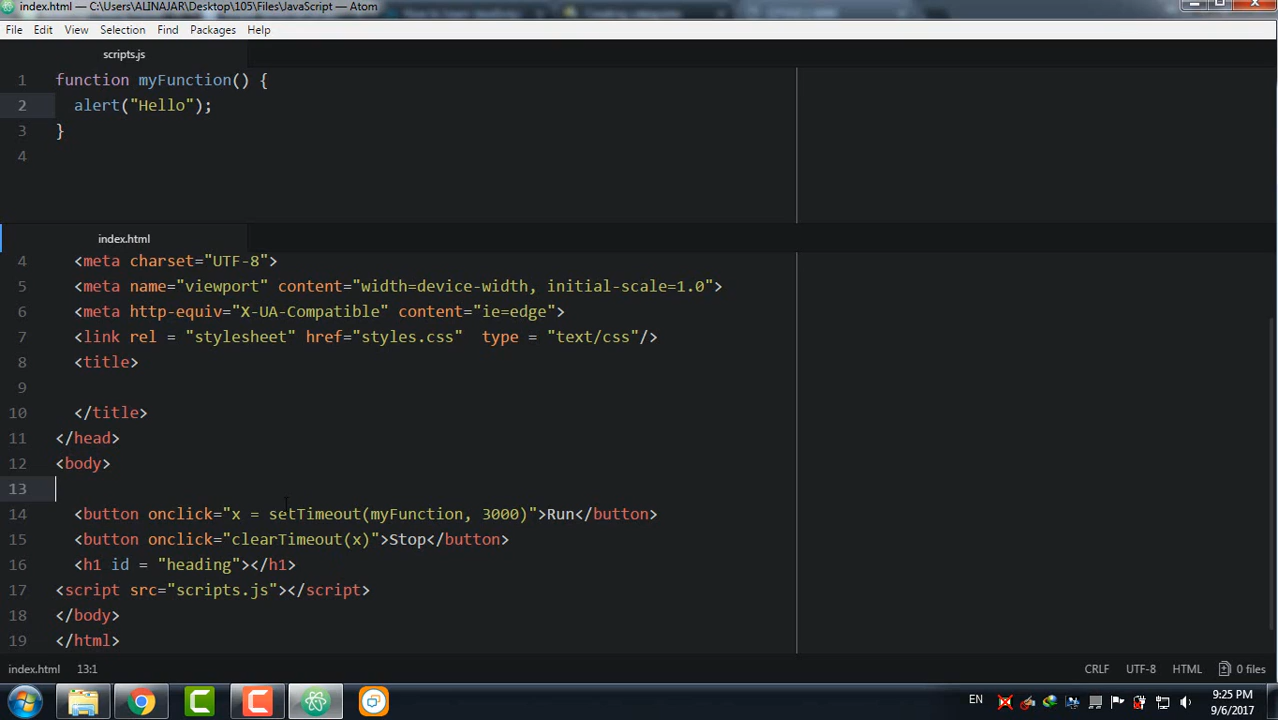 index.html — C:\Users\ALINAJAR\Desktop\105\Files\JavaScript — Atom
File Edit View Selection Find Packages Help
scripts.js
1 function myFunction() {
2 alert("Hello");
3 }
4
index.html
4 <meta charset="UTF-8">
5 <meta name="viewport" content="width=device-width, initial-scale=1.0">
6 <meta http-equiv="X-UA-Compatible" content="ie=edge">
7 <link rel = "stylesheet" href="styles.css" type = "text/css"/>
8 <title>
9
10 </title>
11 </head>
12 <body>
13
14 <button onclick="x = setTimeout(myFunction, 3000)">Run</button>
15 <button onclick="clearTimeout(x)">Stop</button>
16 <h1 id = "heading"></h1>
17 <script src="scripts.js"></script>
18 </body>
19 </html>
index.html 13:1 CRLF UTF-8 HTML 0 files
EN 9:25 PM
9/6/2017